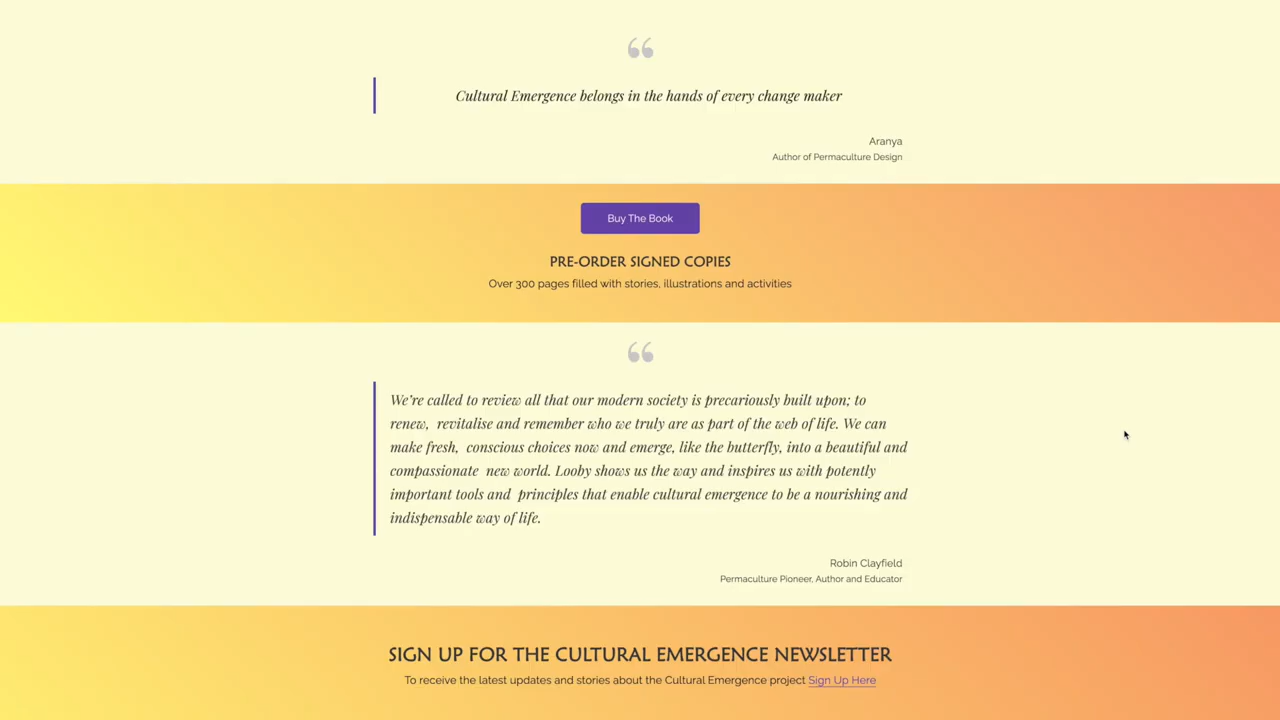 “
Cultural Emergence belongs in the hands of every change maker
Aranya
Author of Permaculture Design
Buy The Book
PRE-ORDER SIGNED COPIES
Over 300 pages filled with stories, illustrations and activities
“
We're called to review all that our modern society is precariously built upon; to
renew,  revitalise and remember who we truly are as part of the web of life. We can
make fresh,  conscious choices now and emerge, like the butterfly, into a beautiful and
compassionate  new world. Looby shows us the way and inspires us with potently
important tools and  principles that enable cultural emergence to be a nourishing and
indispensable way of life.
Robin Clayfield
Permaculture Pioneer, Author and Educator
SIGN UP FOR THE CULTURAL EMERGENCE NEWSLETTER
To receive the latest updates and stories about the Cultural Emergence project Sign Up Here